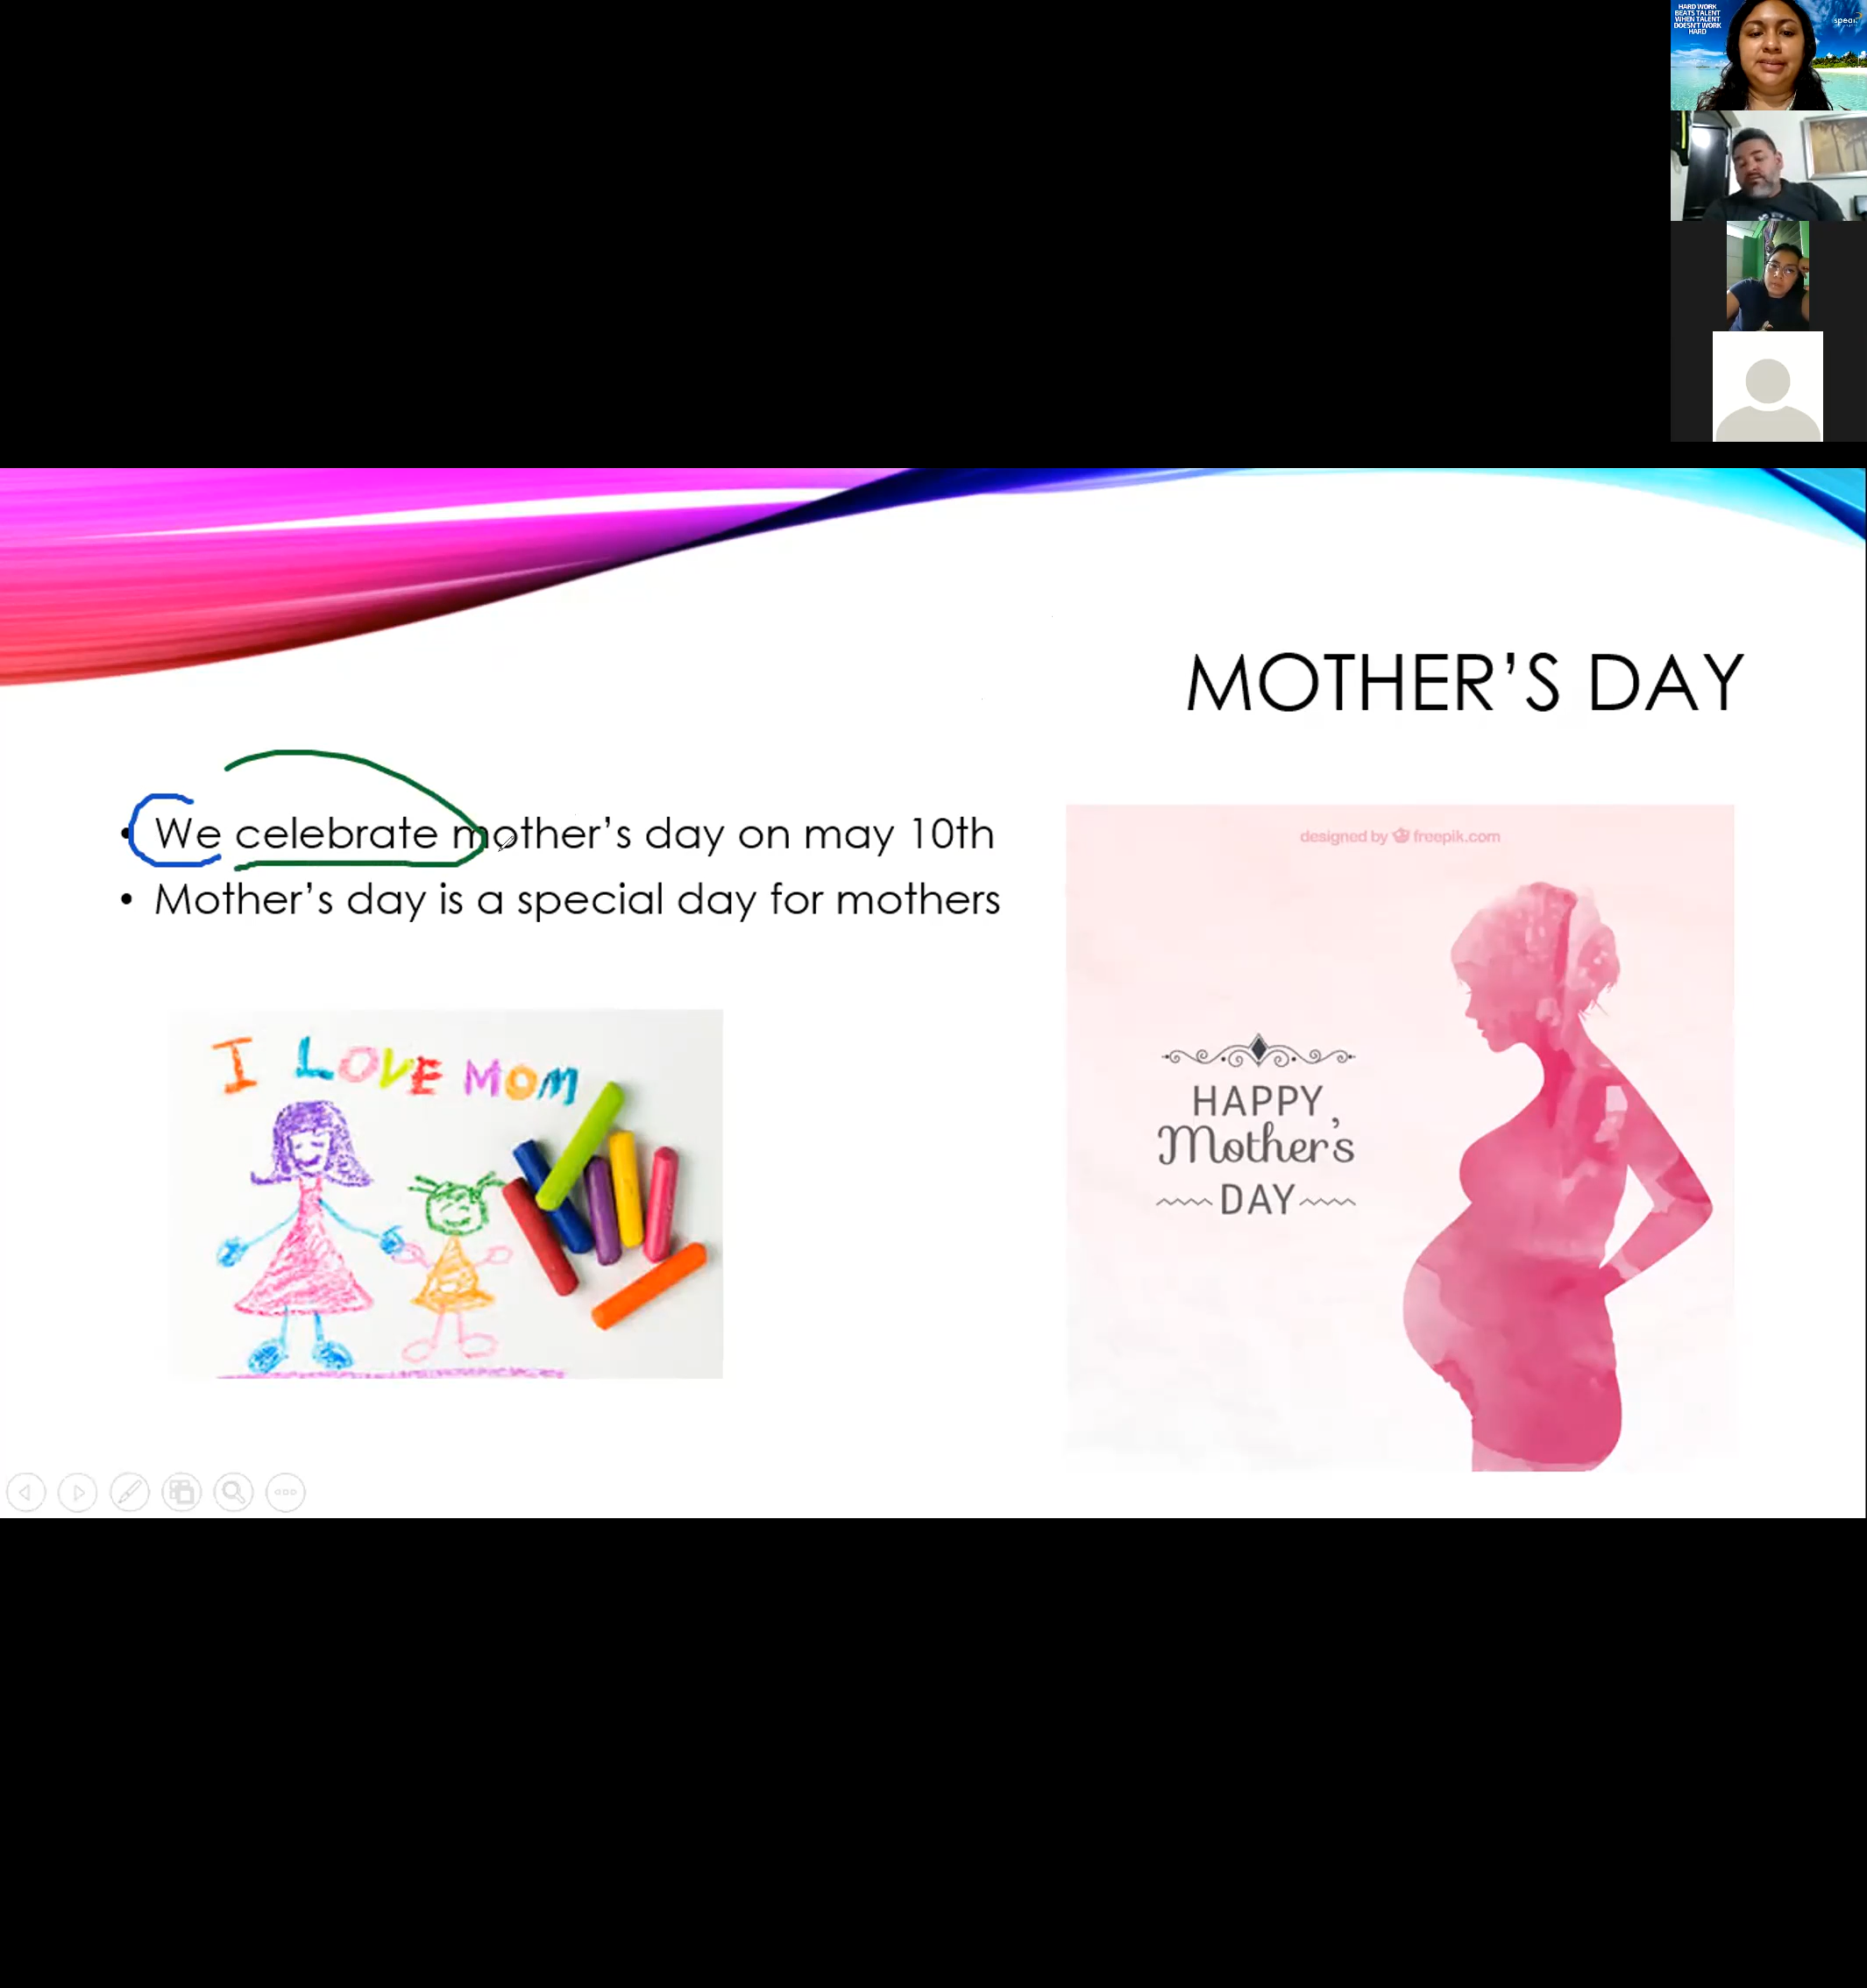 HARD WORK
BEATS TALENT
WHEN TALENT
DOESN'T WORK
HARD
MOTHER’S DAY
• We celebrate mother’s day on may 10th
• Mother’s day is a special day for mothers
designed by freepik.com
I LOVE MOM
HAPPY
Mother's
DAY